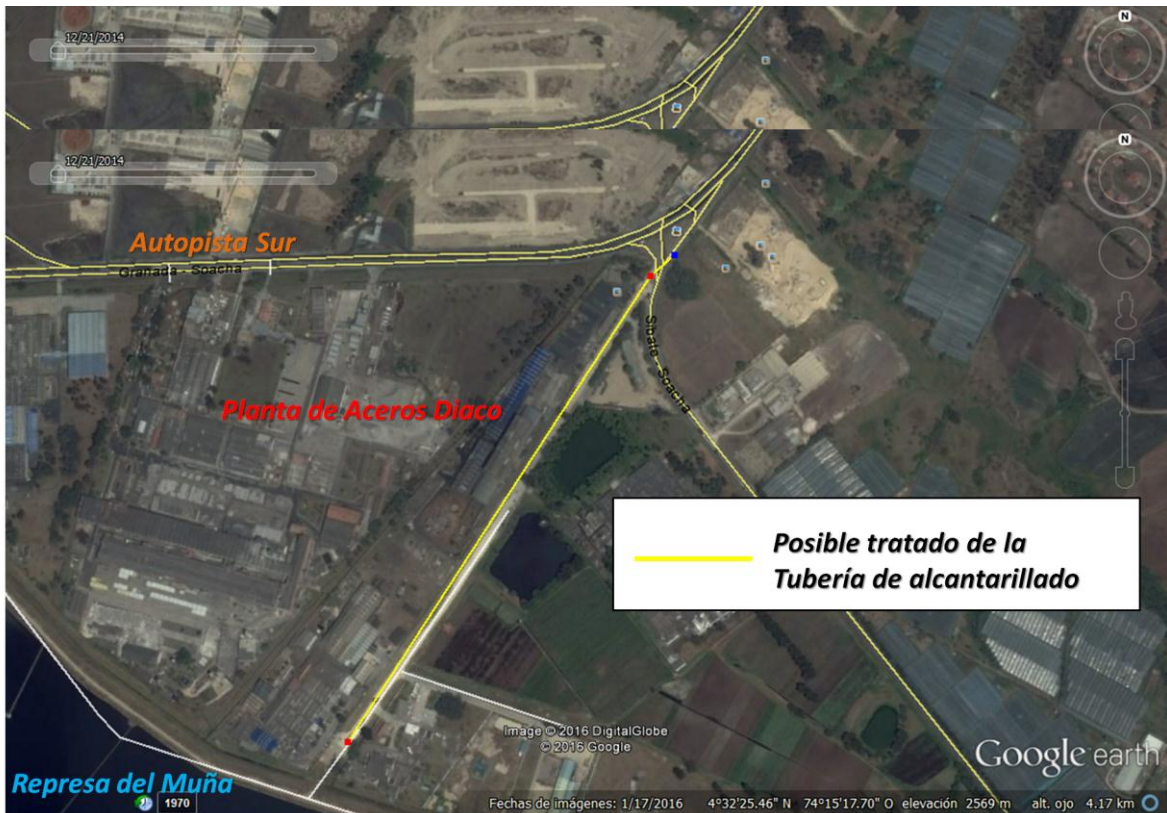 N
12/21/2014
N
12/21/2014
Autopista Sur
Granada - Soacha
Sibate - Soacha
Planta de Aceros Diaco
Posible tratado de la
Tubería de alcantarillado
Image © 2016 DigitalGlobe
© 2016 Google
Google earth
Represa del Muña
1970
Fechas de imágenes: 1/17/2016 4°32'25.46" N 74°15'17.70" O elevación 2569 m alt. ojo 4.17 km